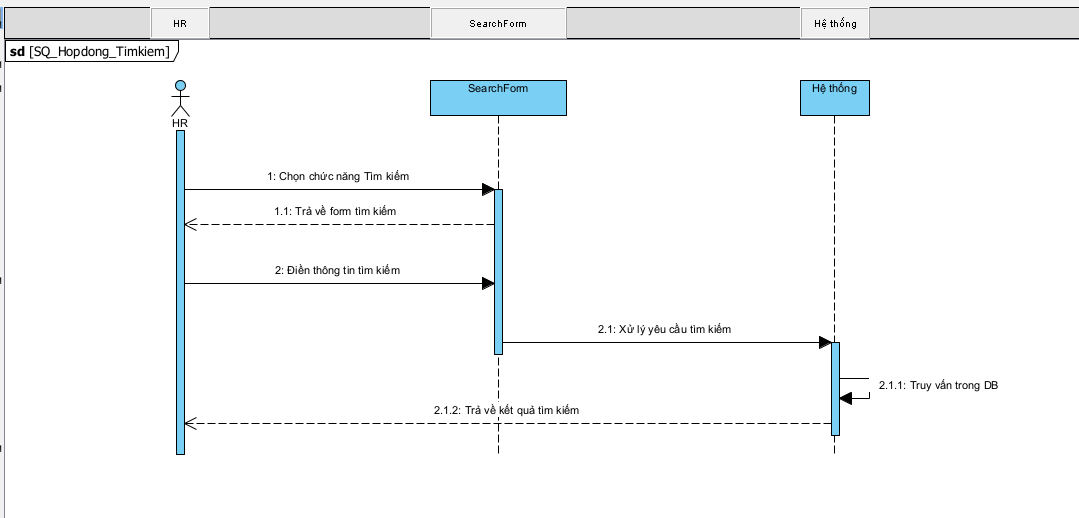 HR
SearchForm
Hệ thống
sd [SQ_Hopdong_Timkiem]
SearchForm
Hệ thống
HR
1: Chọn chức năng Tìm kiếm
1.1: Trả về form tìm kiếm
2: Điền thông tin tìm kiếm
2.1: Xử lý yêu cầu tìm kiếm
2.1.1: Truy vấn trong DB
2.1.2: Trả về kết quả tìm kiếm